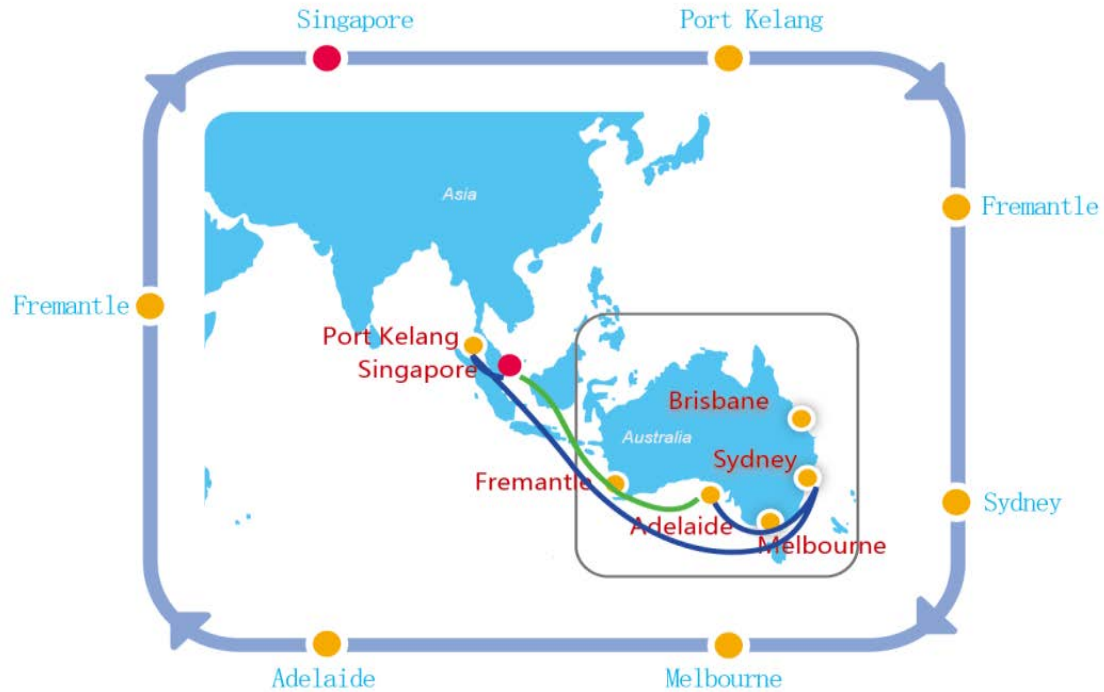 Singapore
Port Kelang
Asia
Fremantle
Fremantle
Port Kelang
Singapore
Brisbane
Australia
Sydney
Fremantle
Sydney
Adelaide
Melbourne
Adelaide
Melbourne